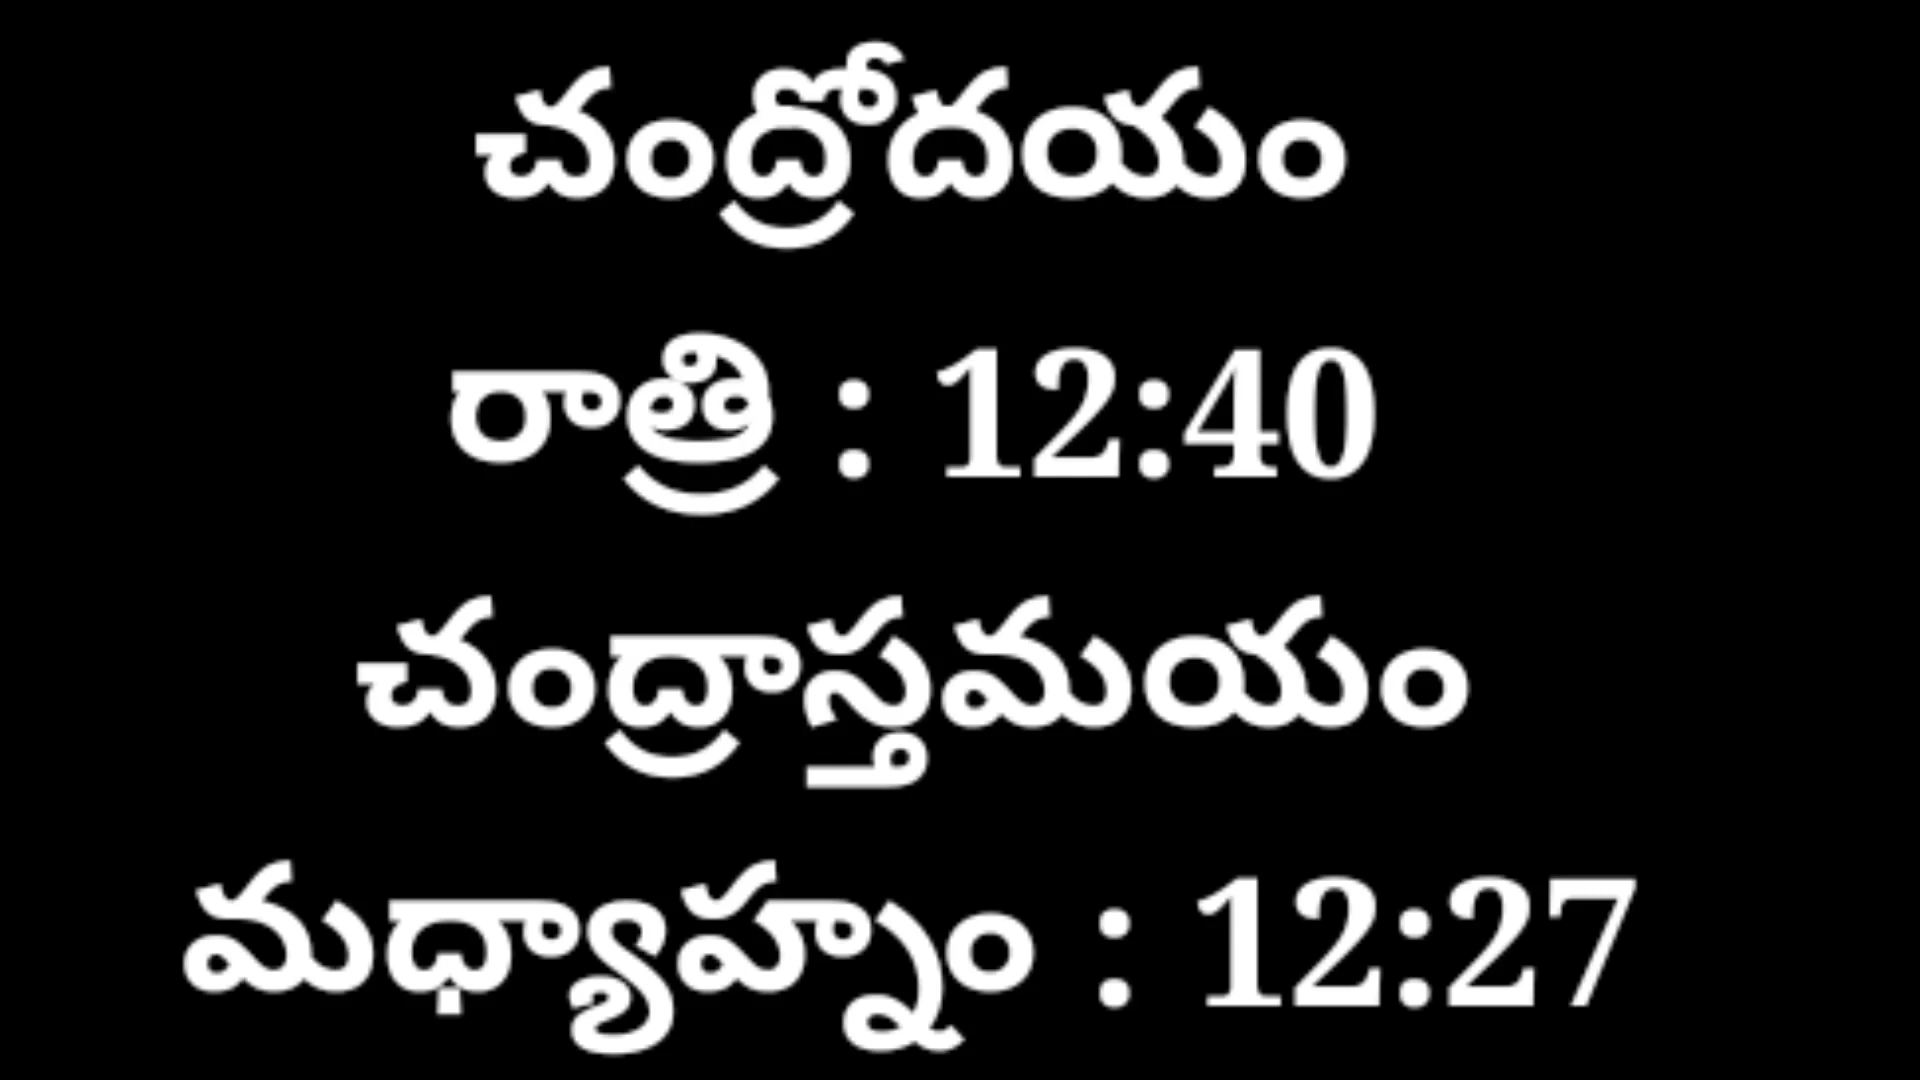 చంద్రోదయం
రాత్రి : 12:40
చంద్రాస్తమయం
మధ్యాహ్నం : 12:27